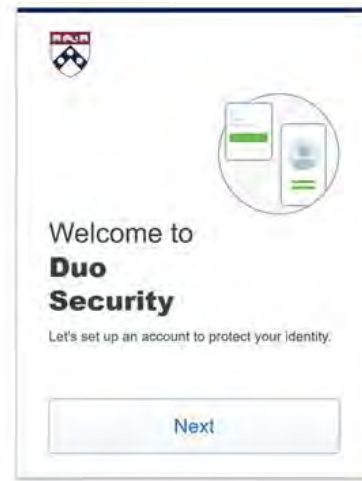 Welcome to
Duo
Security
Let's set up an account to protect your identity.
Next